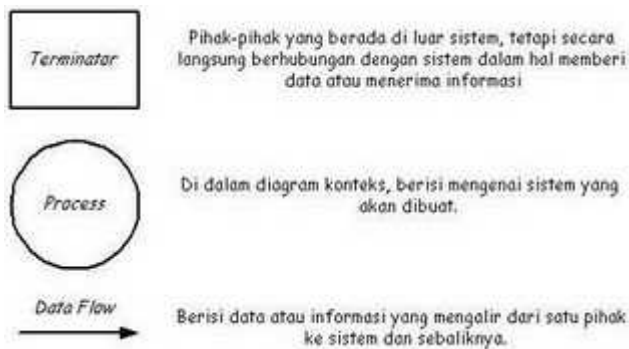 Terminator
Pihak-pihak yang berada di luar sistem, tetapi secara
langsung berhubungan dengan sistem dalam hal memberi
data atau menerima informasi
Process
Di dalam diagram konteks, berisi mengenai sistem yang
akan dibuat.
Data Flow
Berisi data atau informasi yang mengalir dari satu pihak
ke sistem dan sebaliknya.